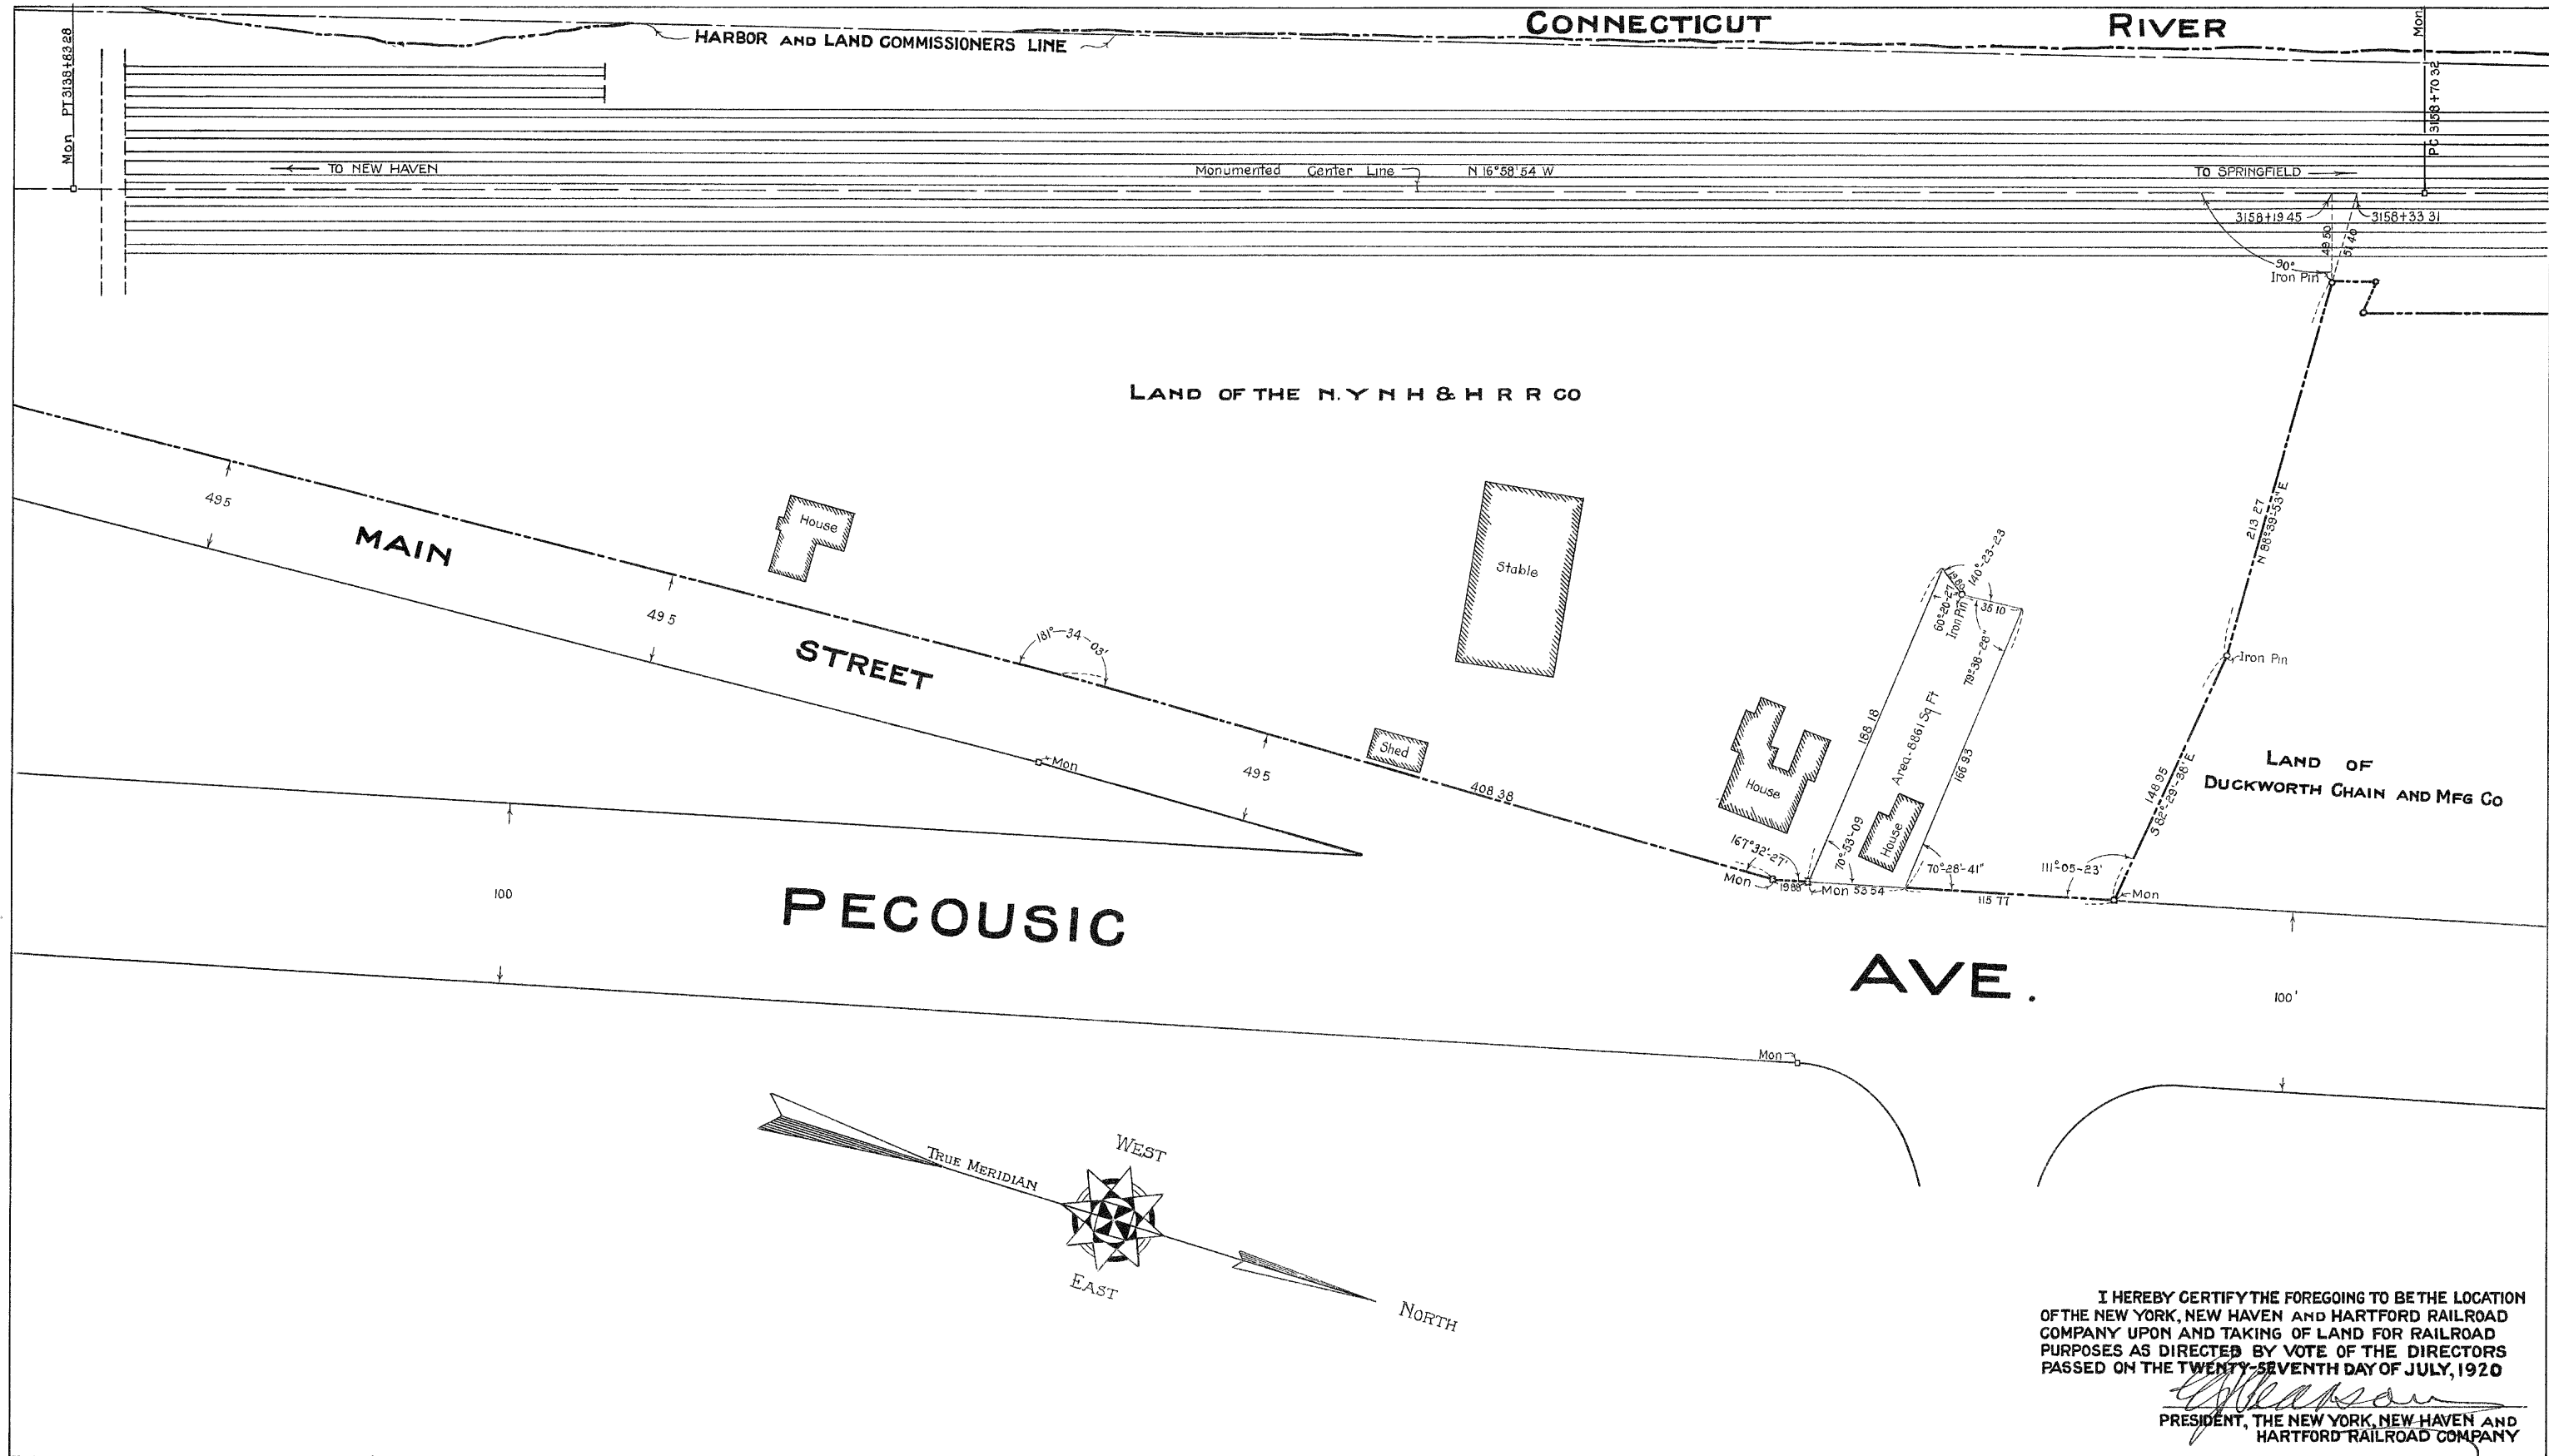 CONNECTICUT RIVER
HARBOR AND LAND COMMISSIONERS LINE
Mon PT 3138+83 28
Mon
PC 3158+70 32
TO NEW HAVEN
Monumented Center Line N 16°58'54 W
TO SPRINGFIELD
3158+19 45
3158+33 31
49 50
51 40
90°
Iron Pin
LAND OF THE N.Y N H & H R R CO
49 5
MAIN
House
49 5
STREET
181°-34-03'
Stable
213 27
N 88°-39'-53" E
140°-23-23
19 80
60°-20-27
Iron Pin
35 10
79°-38-28"
Iron Pin
188 18
Area-8861 Sq Ft
166 93
Mon
Shed
49 5
408 38
House
House
LAND OF
DUCKWORTH CHAIN AND MFG CO
148 95
S 82°-29'-38' E
167°32'-27'
70°-53'-09
70°-28'-41"
111°-05-23'
Mon
19 88
Mon 53 54
115 77
Mon
100
PECOUSIC
AVE.
100'
Mon
TRUE MERIDIAN
WEST
EAST
NORTH
I HEREBY CERTIFY THE FOREGOING TO BE THE LOCATION
OF THE NEW YORK, NEW HAVEN AND HARTFORD RAILROAD
COMPANY UPON AND TAKING OF LAND FOR RAILROAD
PURPOSES AS DIRECTED BY VOTE OF THE DIRECTORS
PASSED ON THE TWENTY-SEVENTH DAY OF JULY, 1920
PRESIDENT, THE NEW YORK, NEW HAVEN AND
HARTFORD RAILROAD COMPANY